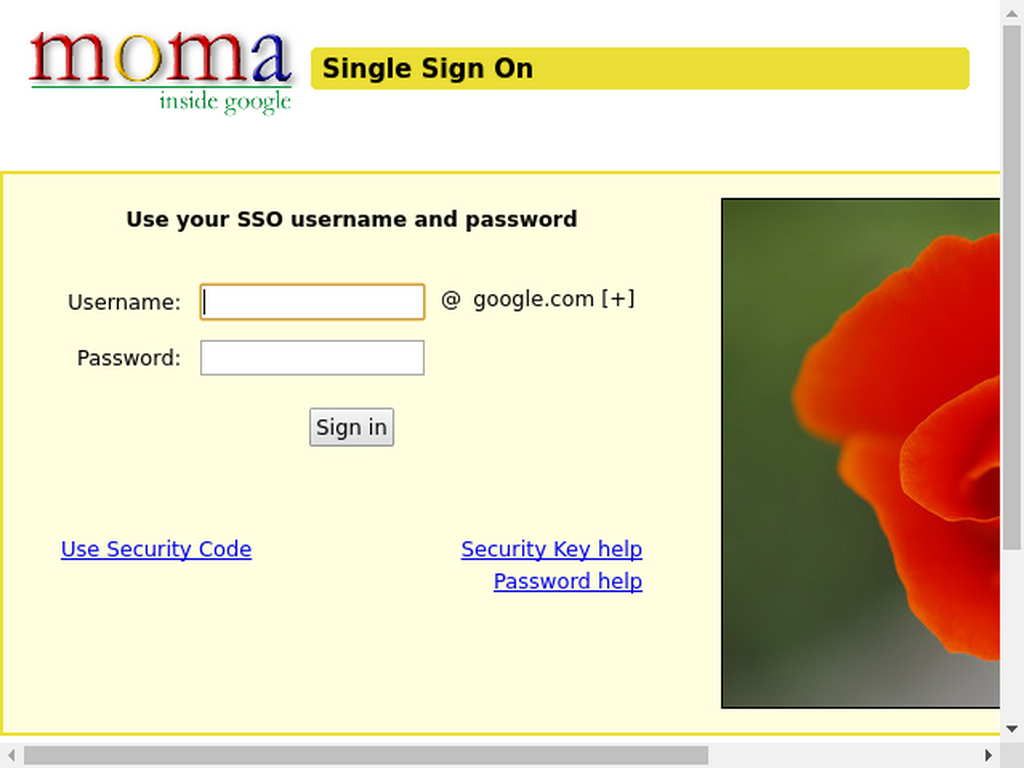 moma
inside google
Single Sign On
Use your SSO username and password
Username:
@ google.com [+]
Password:
Sign in
Use Security Code
Security Key help
Password help